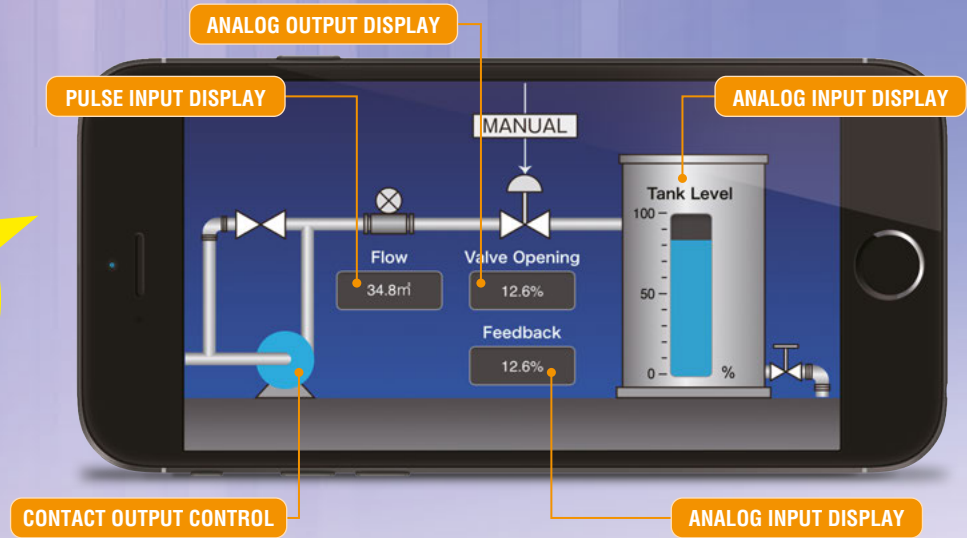 ANALOG OUTPUT DISPLAY
PULSE INPUT DISPLAY
ANALOG INPUT DISPLAY
MANUAL
Tank Level
100
50
0
%
Flow
34.8㎥
Valve Opening
12.6%
Feedback
12.6%
CONTACT OUTPUT CONTROL
ANALOG INPUT DISPLAY